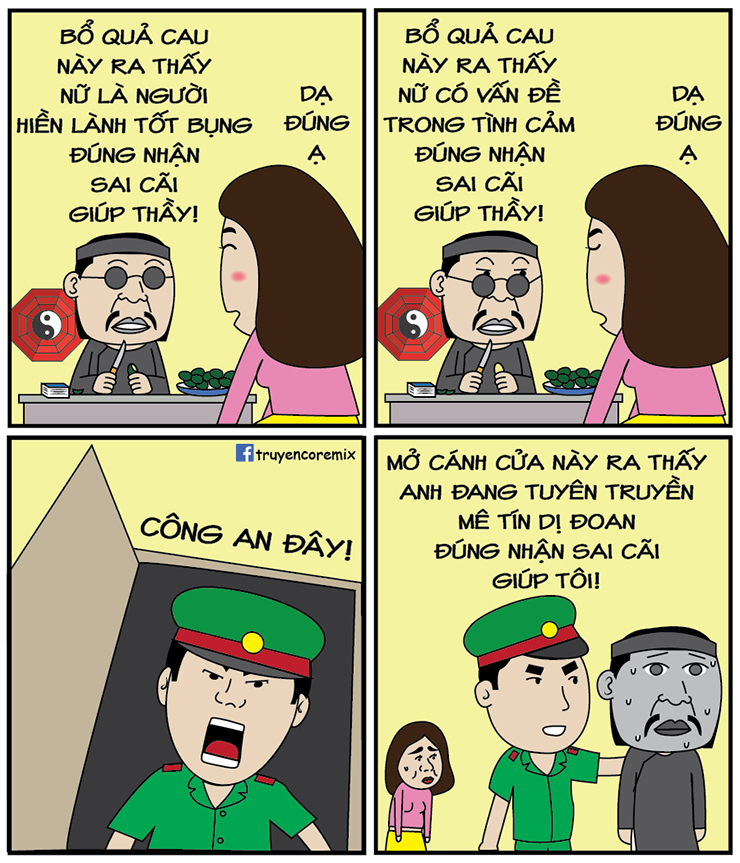 BỔ QUẢ CAU
NÀY RA THẤY
NỮ LÀ NGƯỜI
HIỀN LÀNH TỐT BỤNG
ĐÚNG NHẬN
SAI CÃI
GIÚP THẦY!
DẠ
ĐÚNG
Ạ
BỔ QUẢ CAU
NÀY RA THẤY
NỮ CÓ VẤN ĐỀ
TRONG TÌNH CẢM
ĐÚNG NHẬN
SAI CÃI
GIÚP THẦY!
DẠ
ĐÚNG
Ạ
f truyencoremix
CÔNG AN ĐÂY!
MỞ CÁNH CỬA NÀY RA THẤY
ANH ĐANG TUYÊN TRUYỀN
MÊ TÍN DỊ ĐOAN
ĐÚNG NHẬN SAI CÃI
GIÚP TÔI!